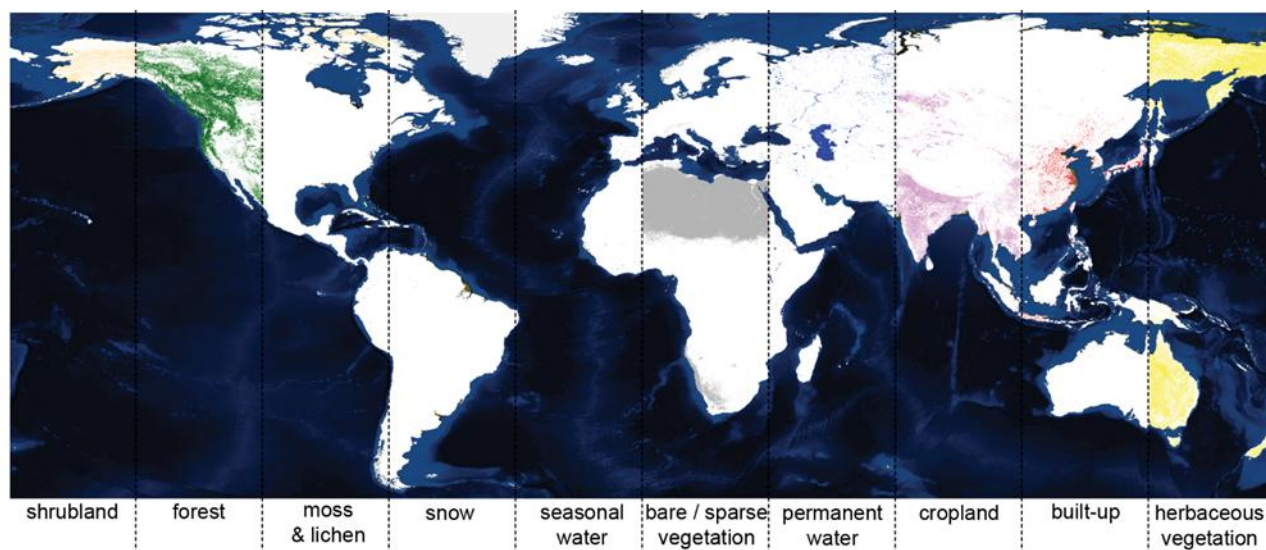 shrubland
forest
moss
& lichen
snow
seasonal
water
bare / sparse
vegetation
permanent
water
cropland
built-up
herbaceous
vegetation